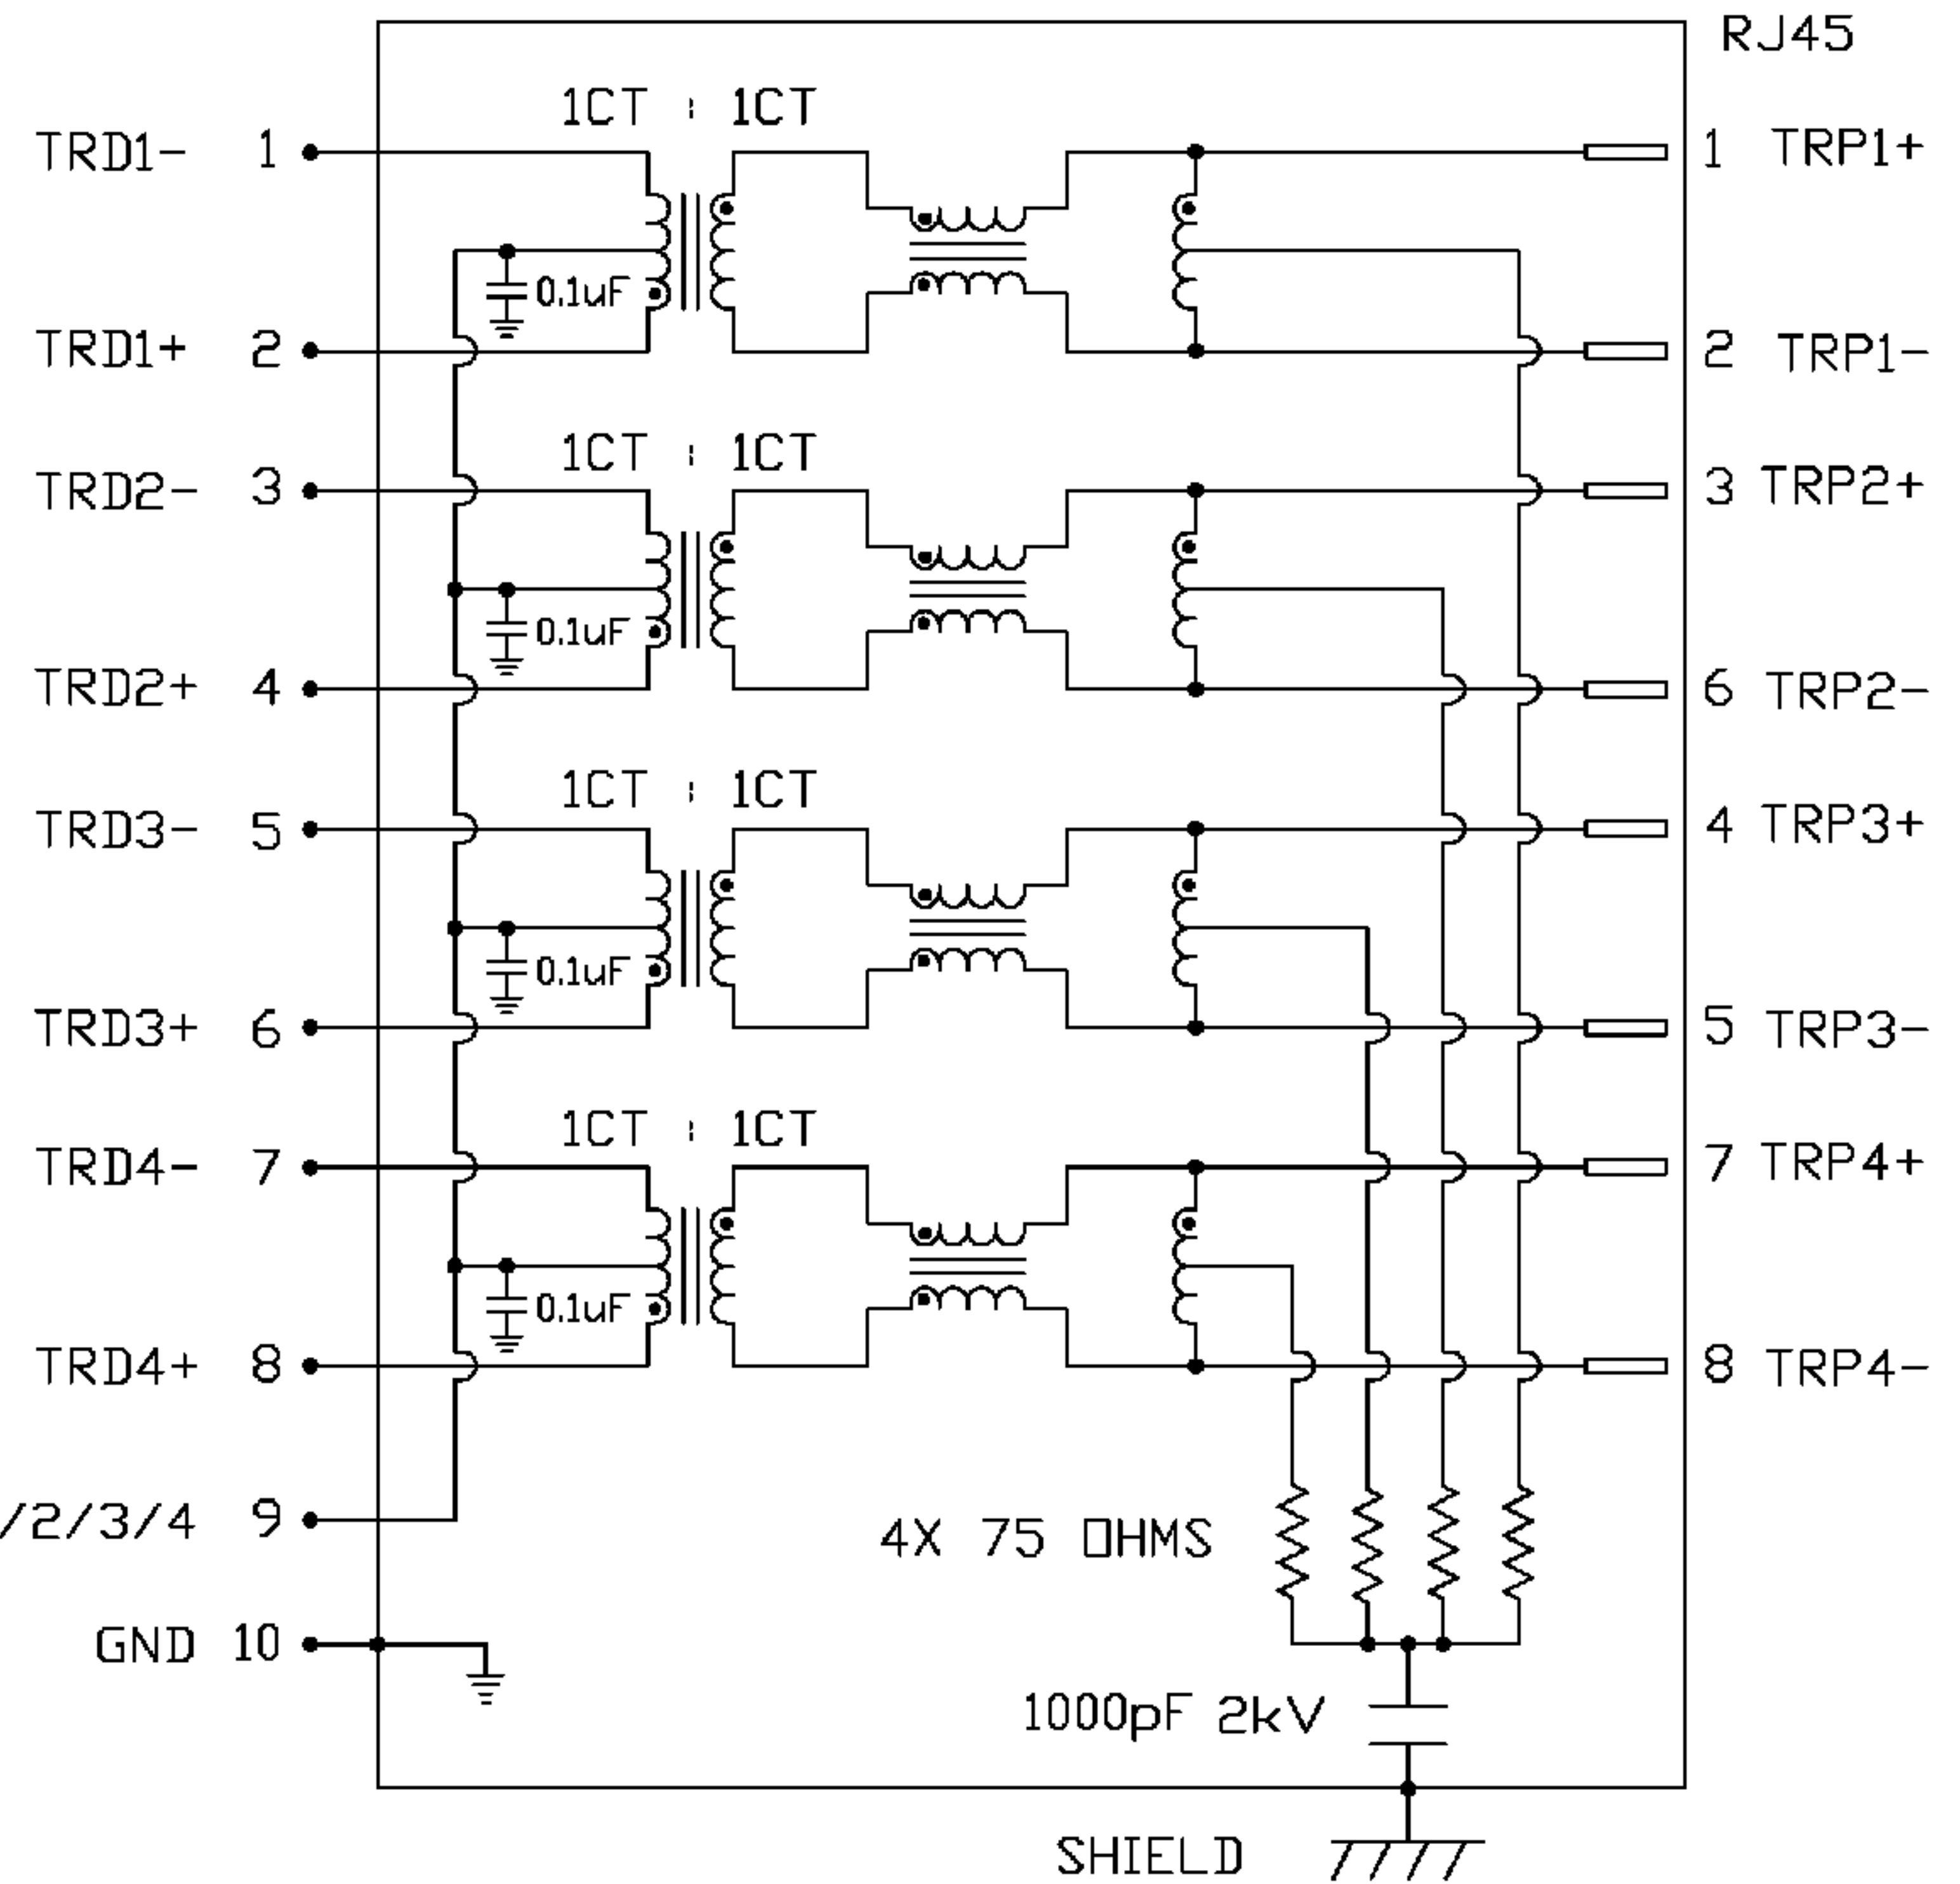 RJ45
1CT : 1CT
TRD1- 1
1 TRP1+
0.1uF
TRD1+ 2
2 TRP1-
1CT : 1CT
TRD2- 3
3 TRP2+
0.1uF
TRD2+ 4
6 TRP2-
1CT : 1CT
TRD3- 5
4 TRP3+
0.1uF
TRD3+ 6
5 TRP3-
1CT : 1CT
TRD4- 7
7 TRP4+
0.1uF
TRD4+ 8
8 TRP4-
/2/3/4 9
4X 75 OHMS
GND 10
1000pF 2kV
SHIELD